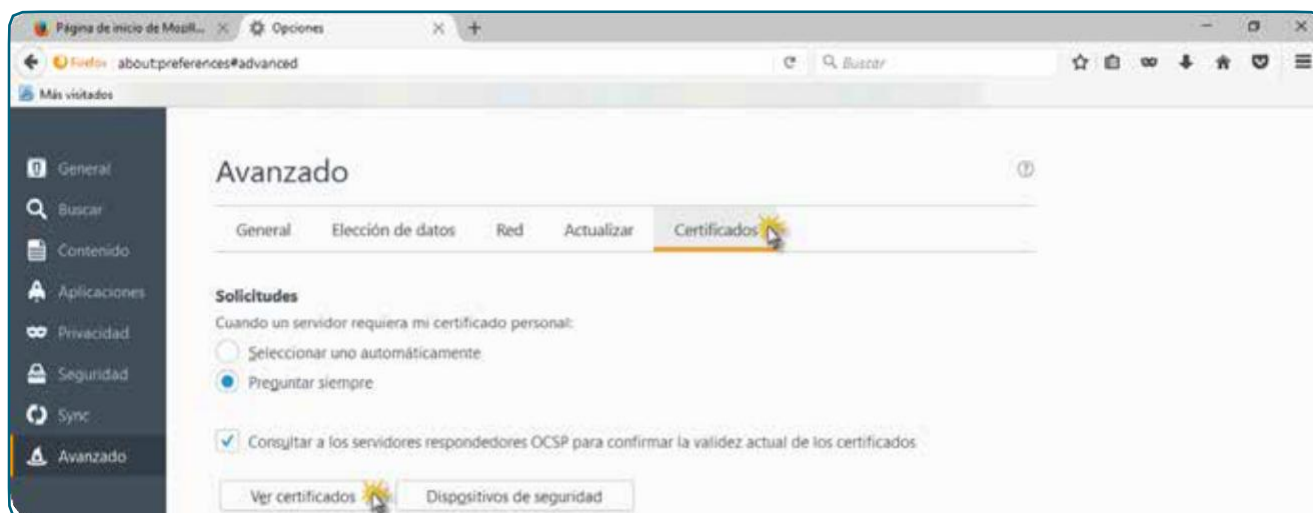 Página de inicio de Mozill... Opciones
Firefox about:preferences#advanced Buscar
Más visitados
General
Buscar
Contenido
Aplicaciones
Privacidad
Seguridad
Sync
Avanzado
Avanzado
General Elección de datos Red Actualizar Certificados
Solicitudes
Cuando un servidor requiera mi certificado personal:
Seleccionar uno automáticamente
Preguntar siempre
Consultar a los servidores respondedores OCSP para confirmar la validez actual de los certificados
Ver certificados Dispositivos de seguridad